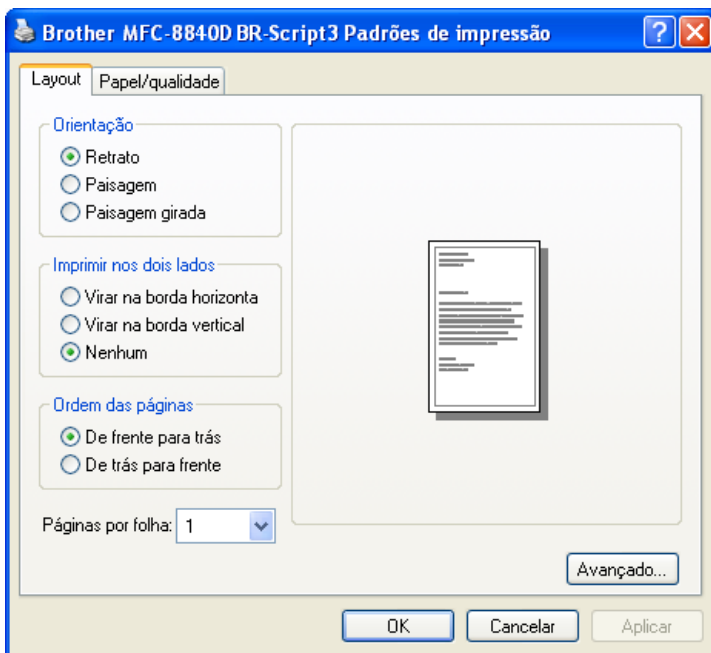 Brother MFC-8840D BR-Script3 Padrões de impressão
Layout
Papel/qualidade
Orientação
Retrato
Paisagem
Paisagem girada
Imprimir nos dois lados
Virar na borda horizonta
Virar na borda vertical
Nenhum
Ordem das páginas
De frente para trás
De trás para frente
Páginas por folha: 1
Avançado...
OK
Cancelar
Aplicar